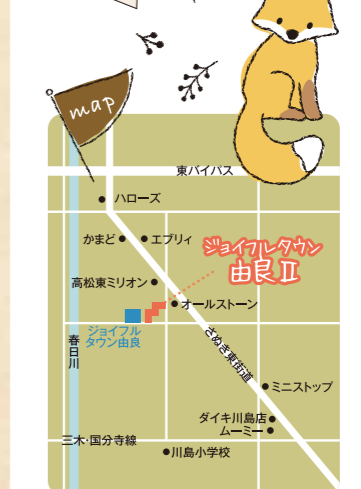 map
東バイパス
ハローズ
かまど
エブリィ
ジョイフルタウン
由良Ⅱ
高松東ミリオン
オールストーン
ジョイフル
タウン由良
春日川
さぬき東街道
ミニストップ
ダイキ川島店
ムーミー
三木・国分寺線
川島小学校